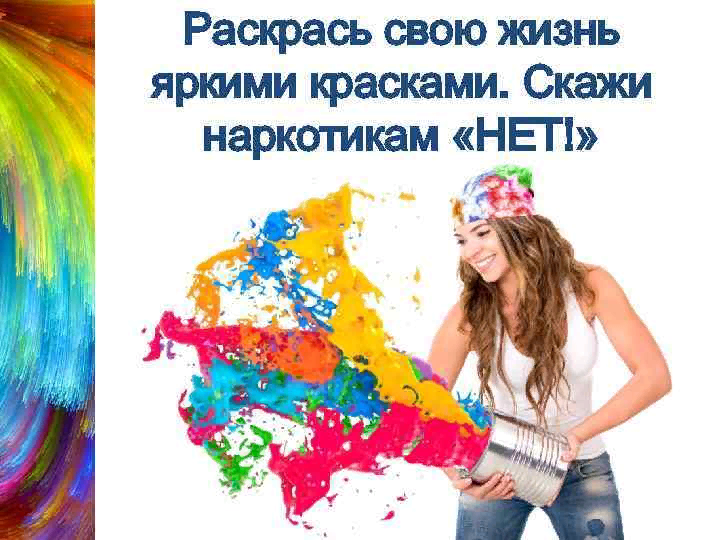 Раскрась свою жизнь
яркими красками. Скажи
наркотикам «НЕТ!»